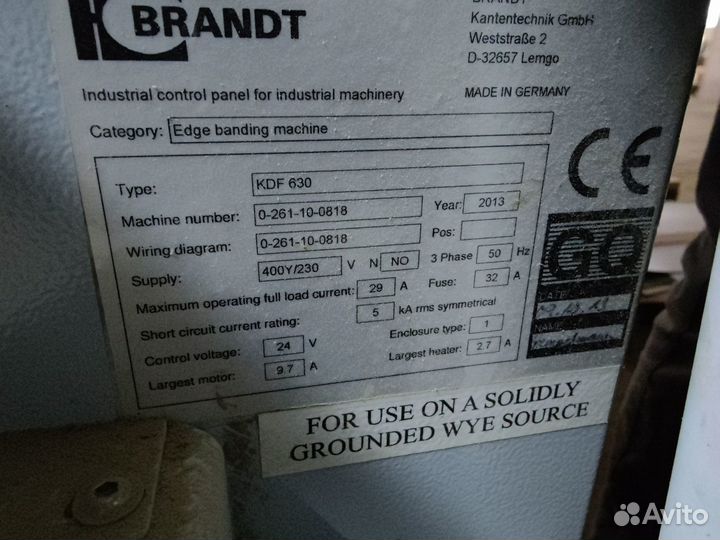 BRANDT
BRANDT
Kantentechnik GmbH
Weststraße 2
D-32657 Lemgo
Industrial control panel for industrial machinery
MADE IN GERMANY
Category: Edge banding machine
Type: KDF 630
Machine number: 0-261-10-0818 Year: 2013
Wiring diagram: 0-261-10-0818 Pos:
Supply: 400Y/230 V N NO 3 Phase 50 Hz
Maximum operating full load current: 29 A Fuse: 32 A
Short circuit current rating: 5 kA rms symmetrical
Control voltage: 24 V Enclosure type: 1
Largest motor: 9.7 A Largest heater: 2.7 A
CE
GQ
DATE
NAME
FOR USE ON A SOLIDLY
GROUNDED WYE SOURCE
Avito